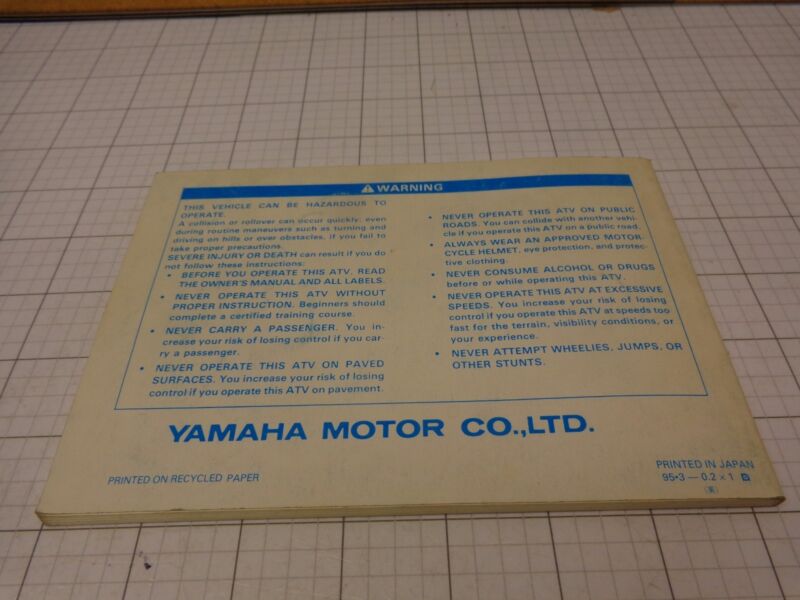 WARNING
THIS VEHICLE CAN BE HAZARDOUS TO
OPERATE.
A collision or rollover can occur quickly, even
during routine maneuvers such as turning and
driving on hills or over obstacles, if you fail to
take proper precautions.
SEVERE INJURY OR DEATH can result if you do
not follow these instructions:
• BEFORE YOU OPERATE THIS ATV, READ
THE OWNER'S MANUAL AND ALL LABELS.
• NEVER OPERATE THIS ATV WITHOUT
PROPER INSTRUCTION. Beginners should
complete a certified training course.
• NEVER CARRY A PASSENGER. You in-
crease your risk of losing control if you car-
ry a passenger.
• NEVER OPERATE THIS ATV ON PAVED
SURFACES. You increase your risk of losing
control if you operate this ATV on pavement.
• NEVER OPERATE THIS ATV ON PUBLIC
ROADS. You can collide with another vehi-
cle if you operate this ATV on a public road.
• ALWAYS WEAR AN APPROVED MOTOR-
CYCLE HELMET, eye protection, and protec-
tive clothing.
• NEVER CONSUME ALCOHOL OR DRUGS
before or while operating this ATV.
• NEVER OPERATE THIS ATV AT EXCESSIVE
SPEEDS. You increase your risk of losing
control if you operate this ATV at speeds too
fast for the terrain, visibility conditions, or
your experience.
• NEVER ATTEMPT WHEELIES, JUMPS, OR
OTHER STUNTS.
YAMAHA MOTOR CO.,LTD.
PRINTED ON RECYCLED PAPER
PRINTED IN JAPAN
95•3 — 0.2 × 1